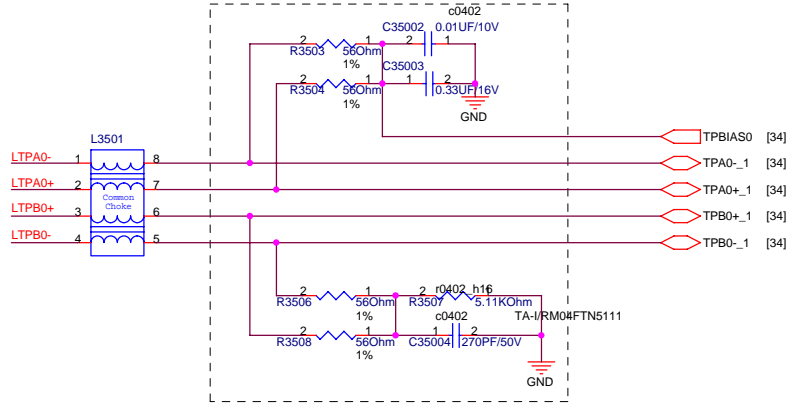 c0402
C35002 0.01UF/10V
2 1 2 1
R3503 56Ohm
1%
C35003
2 1 1 2
R3504 56Ohm 0.33UF/16V
1%
GND
L3501
TPBIAS0 [34]
LTPA0- 1 8 TPA0-_1 [34]
LTPA0+ 2 7 TPA0+_1 [34]
Common
Choke
LTPB0+ 3 6 TPB0+_1 [34]
LTPB0- 4 5 TPB0-_1 [34]
r0402_h16
2 1 2 1
R3506 56Ohm R3507 5.11KOhm
1% c0402 TA-I/RM04FTN5111
2 1 1 2
R3508 56Ohm C35004 270PF/50V
1%
GND